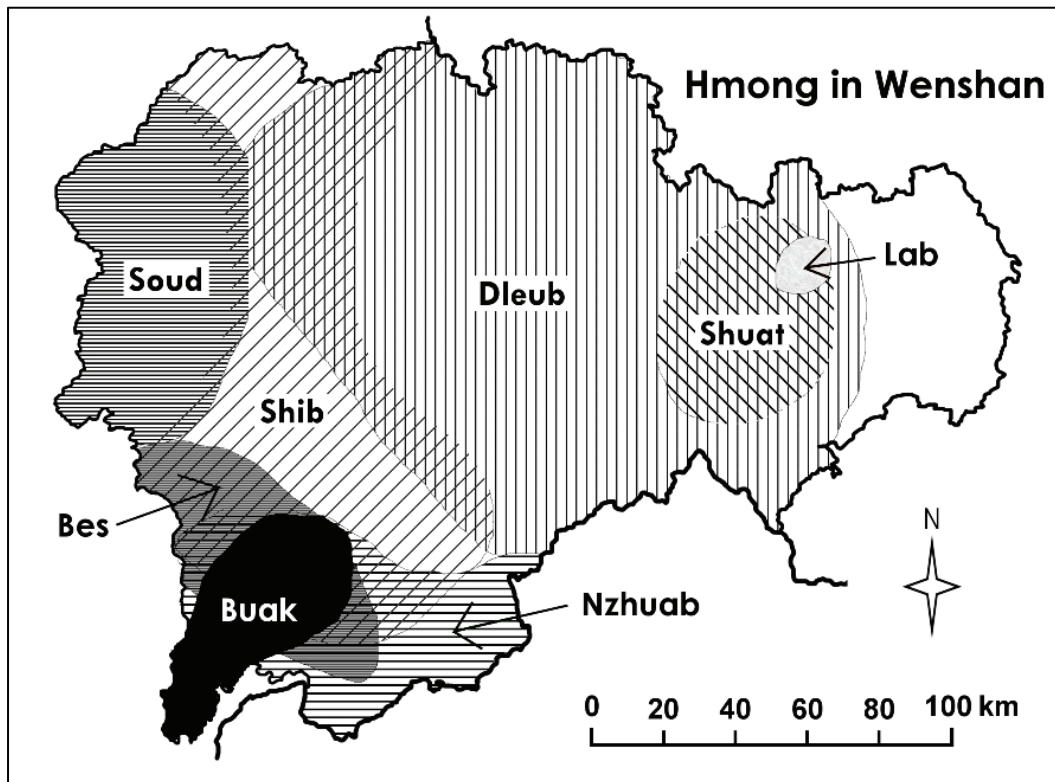 Hmong in Wenshan
Lab
Soud
Dleub
Shuat
Shib
Bes
N
Buak
Nzhuab
0 20 40 60 80 100 km